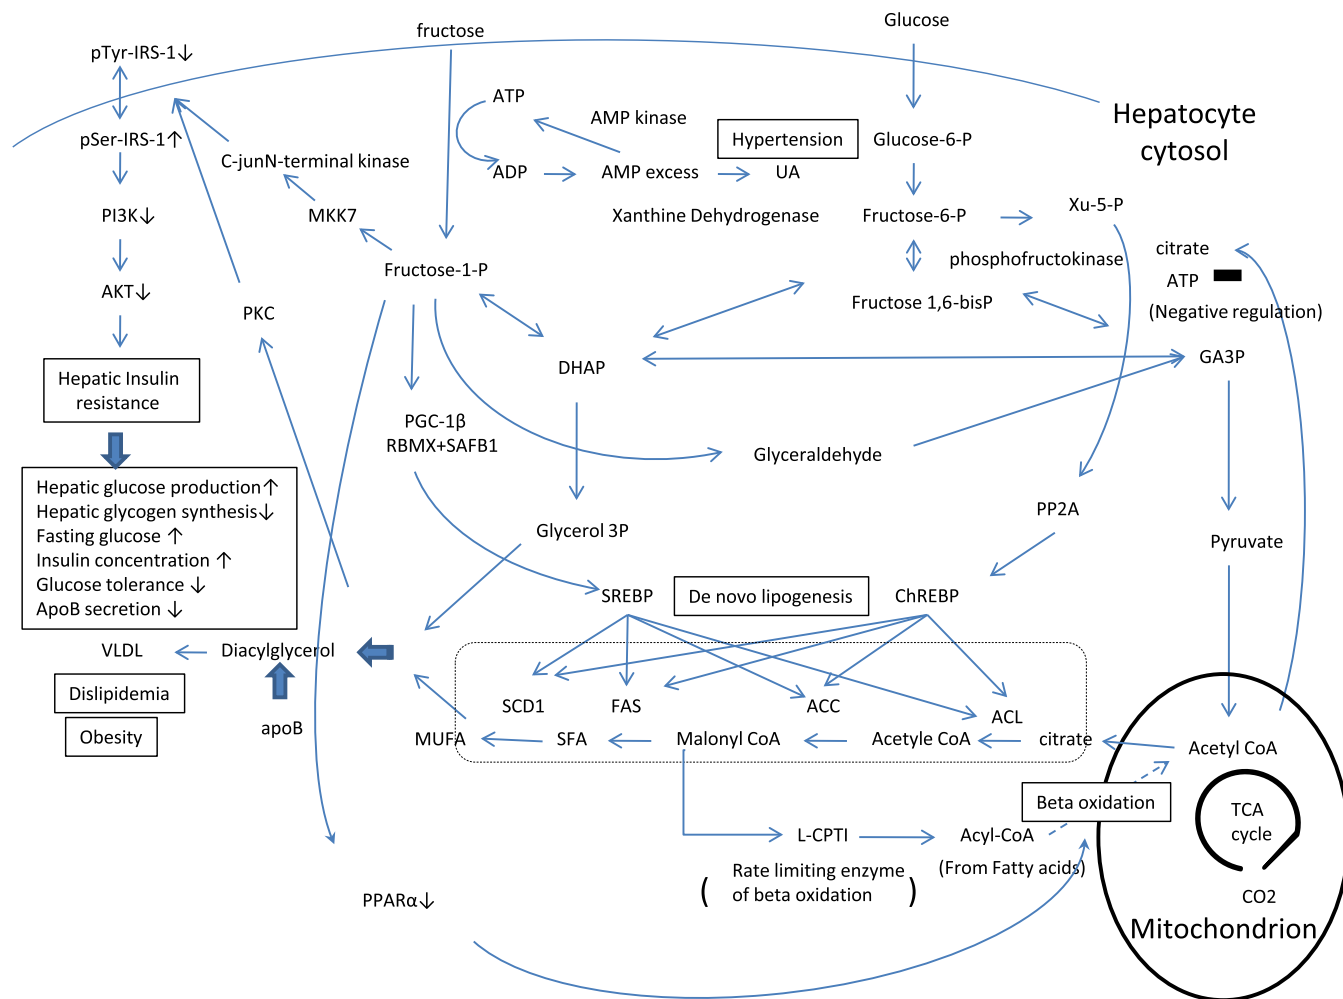 Glucose
fructose
pTyr-IRS-1↓
ATP
Hepatocyte
cytosol
AMP kinase
Hypertension
Glucose-6-P
pSer-IRS-1↑
C-junN-terminal kinase
ADP
AMP excess
UA
PI3K↓
MKK7
Xanthine Dehydrogenase
Fructose-6-P
Xu-5-P
citrate
phosphofructokinase
Fructose-1-P
ATP
AKT↓
Fructose 1,6-bisP
(Negative regulation)
PKC
GA3P
DHAP
Hepatic Insulin
resistance
PGC-1β
RBMX+SAFB1
Glyceraldehyde
Hepatic glucose production↑
Hepatic glycogen synthesis↓
Fasting glucose ↑
Insulin concentration ↑
Glucose tolerance ↓
ApoB secretion ↓
PP2A
Glycerol 3P
Pyruvate
SREBP
De novo lipogenesis
ChREBP
VLDL
Diacylglycerol
Dislipidemia
SCD1
FAS
ACC
ACL
Obesity
apoB
MUFA
SFA
Malonyl CoA
Acetyle CoA
citrate
Acetyl CoA
Beta oxidation
TCA
cycle
L-CPTI
Acyl-CoA
(From Fatty acids)
( Rate limiting enzyme
of beta oxidation )
PPARα↓
CO2
Mitochondrion